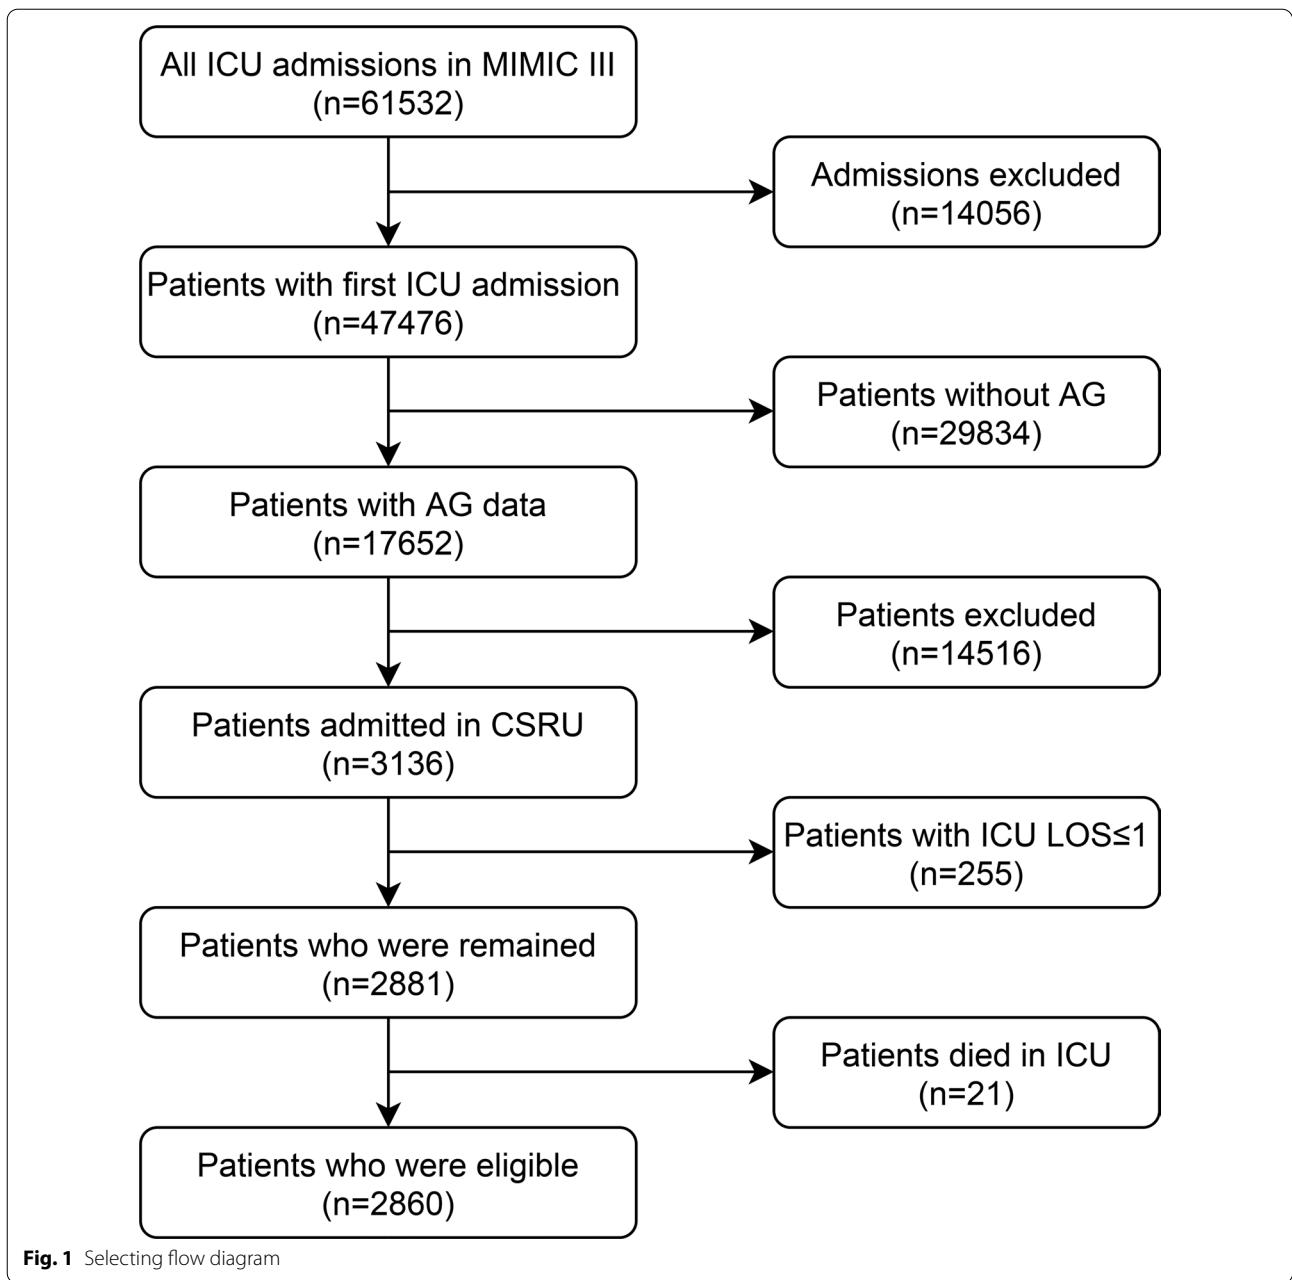 All ICU admissions in MIMIC III
(n=61532)
Admissions excluded
(n=14056)
Patients with first ICU admission
(n=47476)
Patients without AG
(n=29834)
Patients with AG data
(n=17652)
Patients excluded
(n=14516)
Patients admitted in CSRU
(n=3136)
Patients with ICU LOS≤1
(n=255)
Patients who were remained
(n=2881)
Patients died in ICU
(n=21)
Patients who were eligible
(n=2860)
Fig. 1 Selecting flow diagram